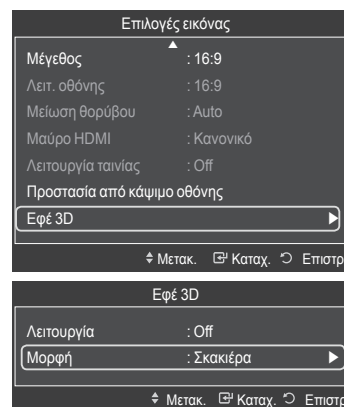 Επιλογές εικόνας
Μέγεθος : 16:9
Λειτ. οθόνης : 16:9
Μείωση θορύβου : Auto
Μαύρο HDMI : Κανονικό
Λειτουργία ταινίας : Off
Προστασία από κάψιμο οθόνης
Εφέ 3D
Μετακ. Καταχ. Επιστρ
Εφέ 3D
Λειτουργία : Off
Μορφή : Σκακιέρα
Μετακ. Καταχ. Επιστρ